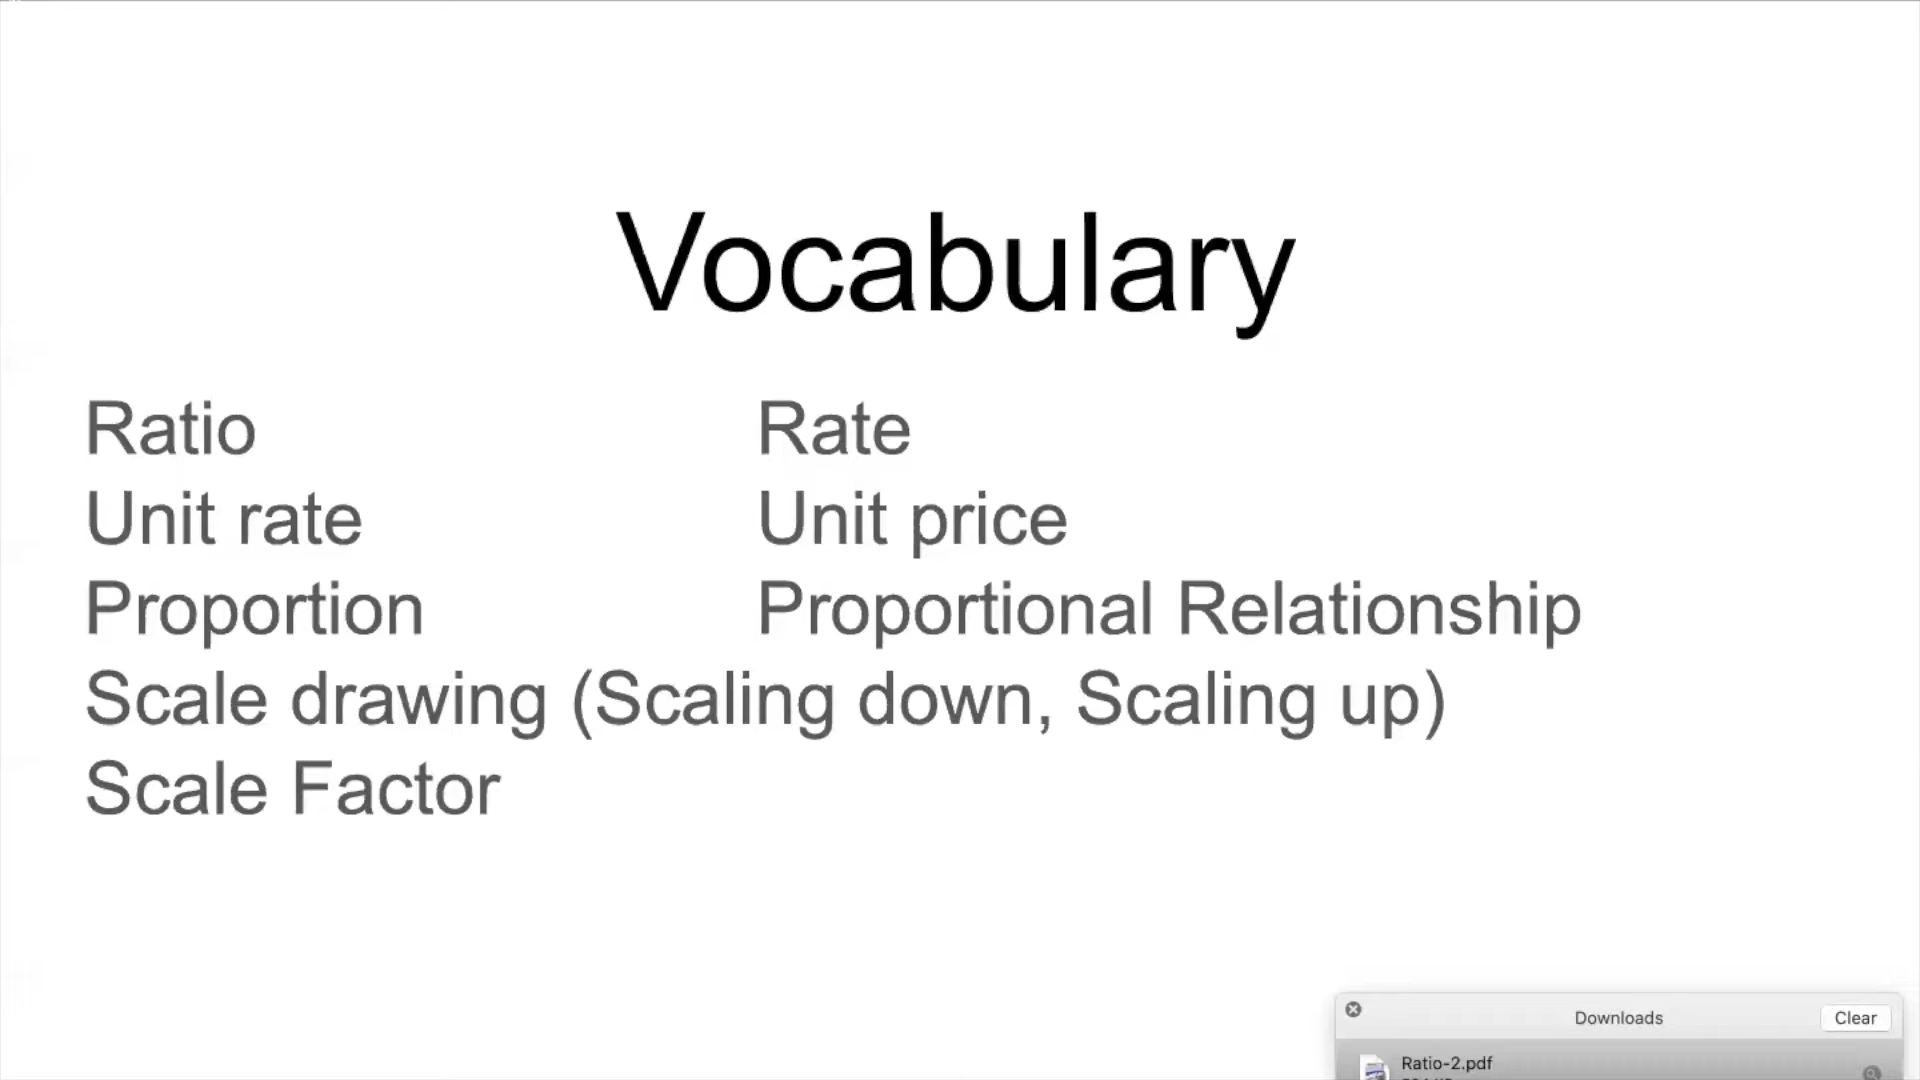 Vocabulary
Ratio Rate
Unit rate Unit price
Proportion Proportional Relationship
Scale drawing (Scaling down, Scaling up)
Scale Factor
Downloads Clear
Ratio-2.pdf